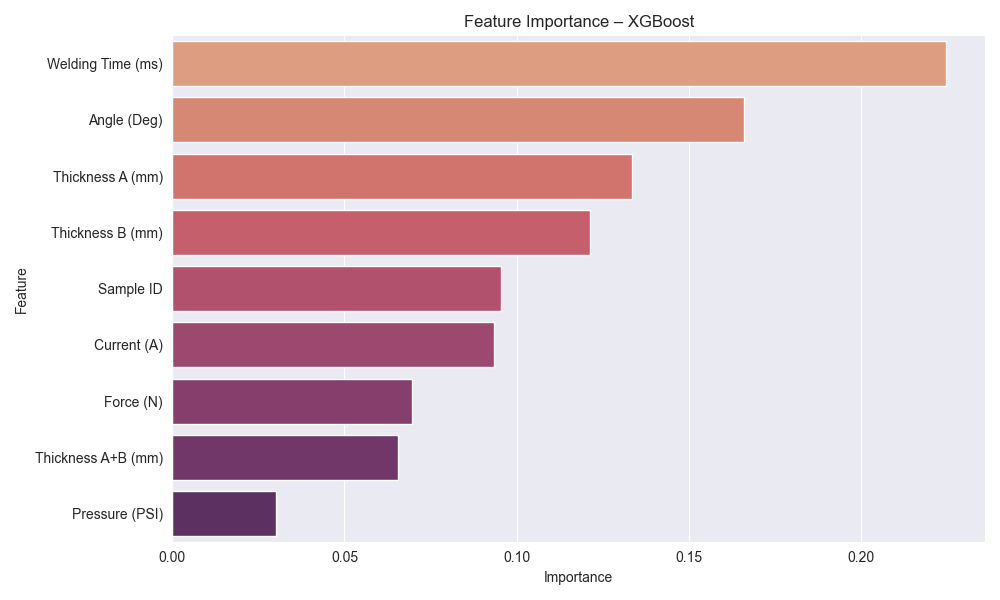 Feature Importance – XGBoost
Feature
Welding Time (ms)
Angle (Deg)
Thickness A (mm)
Thickness B (mm)
Sample ID
Current (A)
Force (N)
Thickness A+B (mm)
Pressure (PSI)
0.00 0.05 0.10 0.15 0.20
Importance